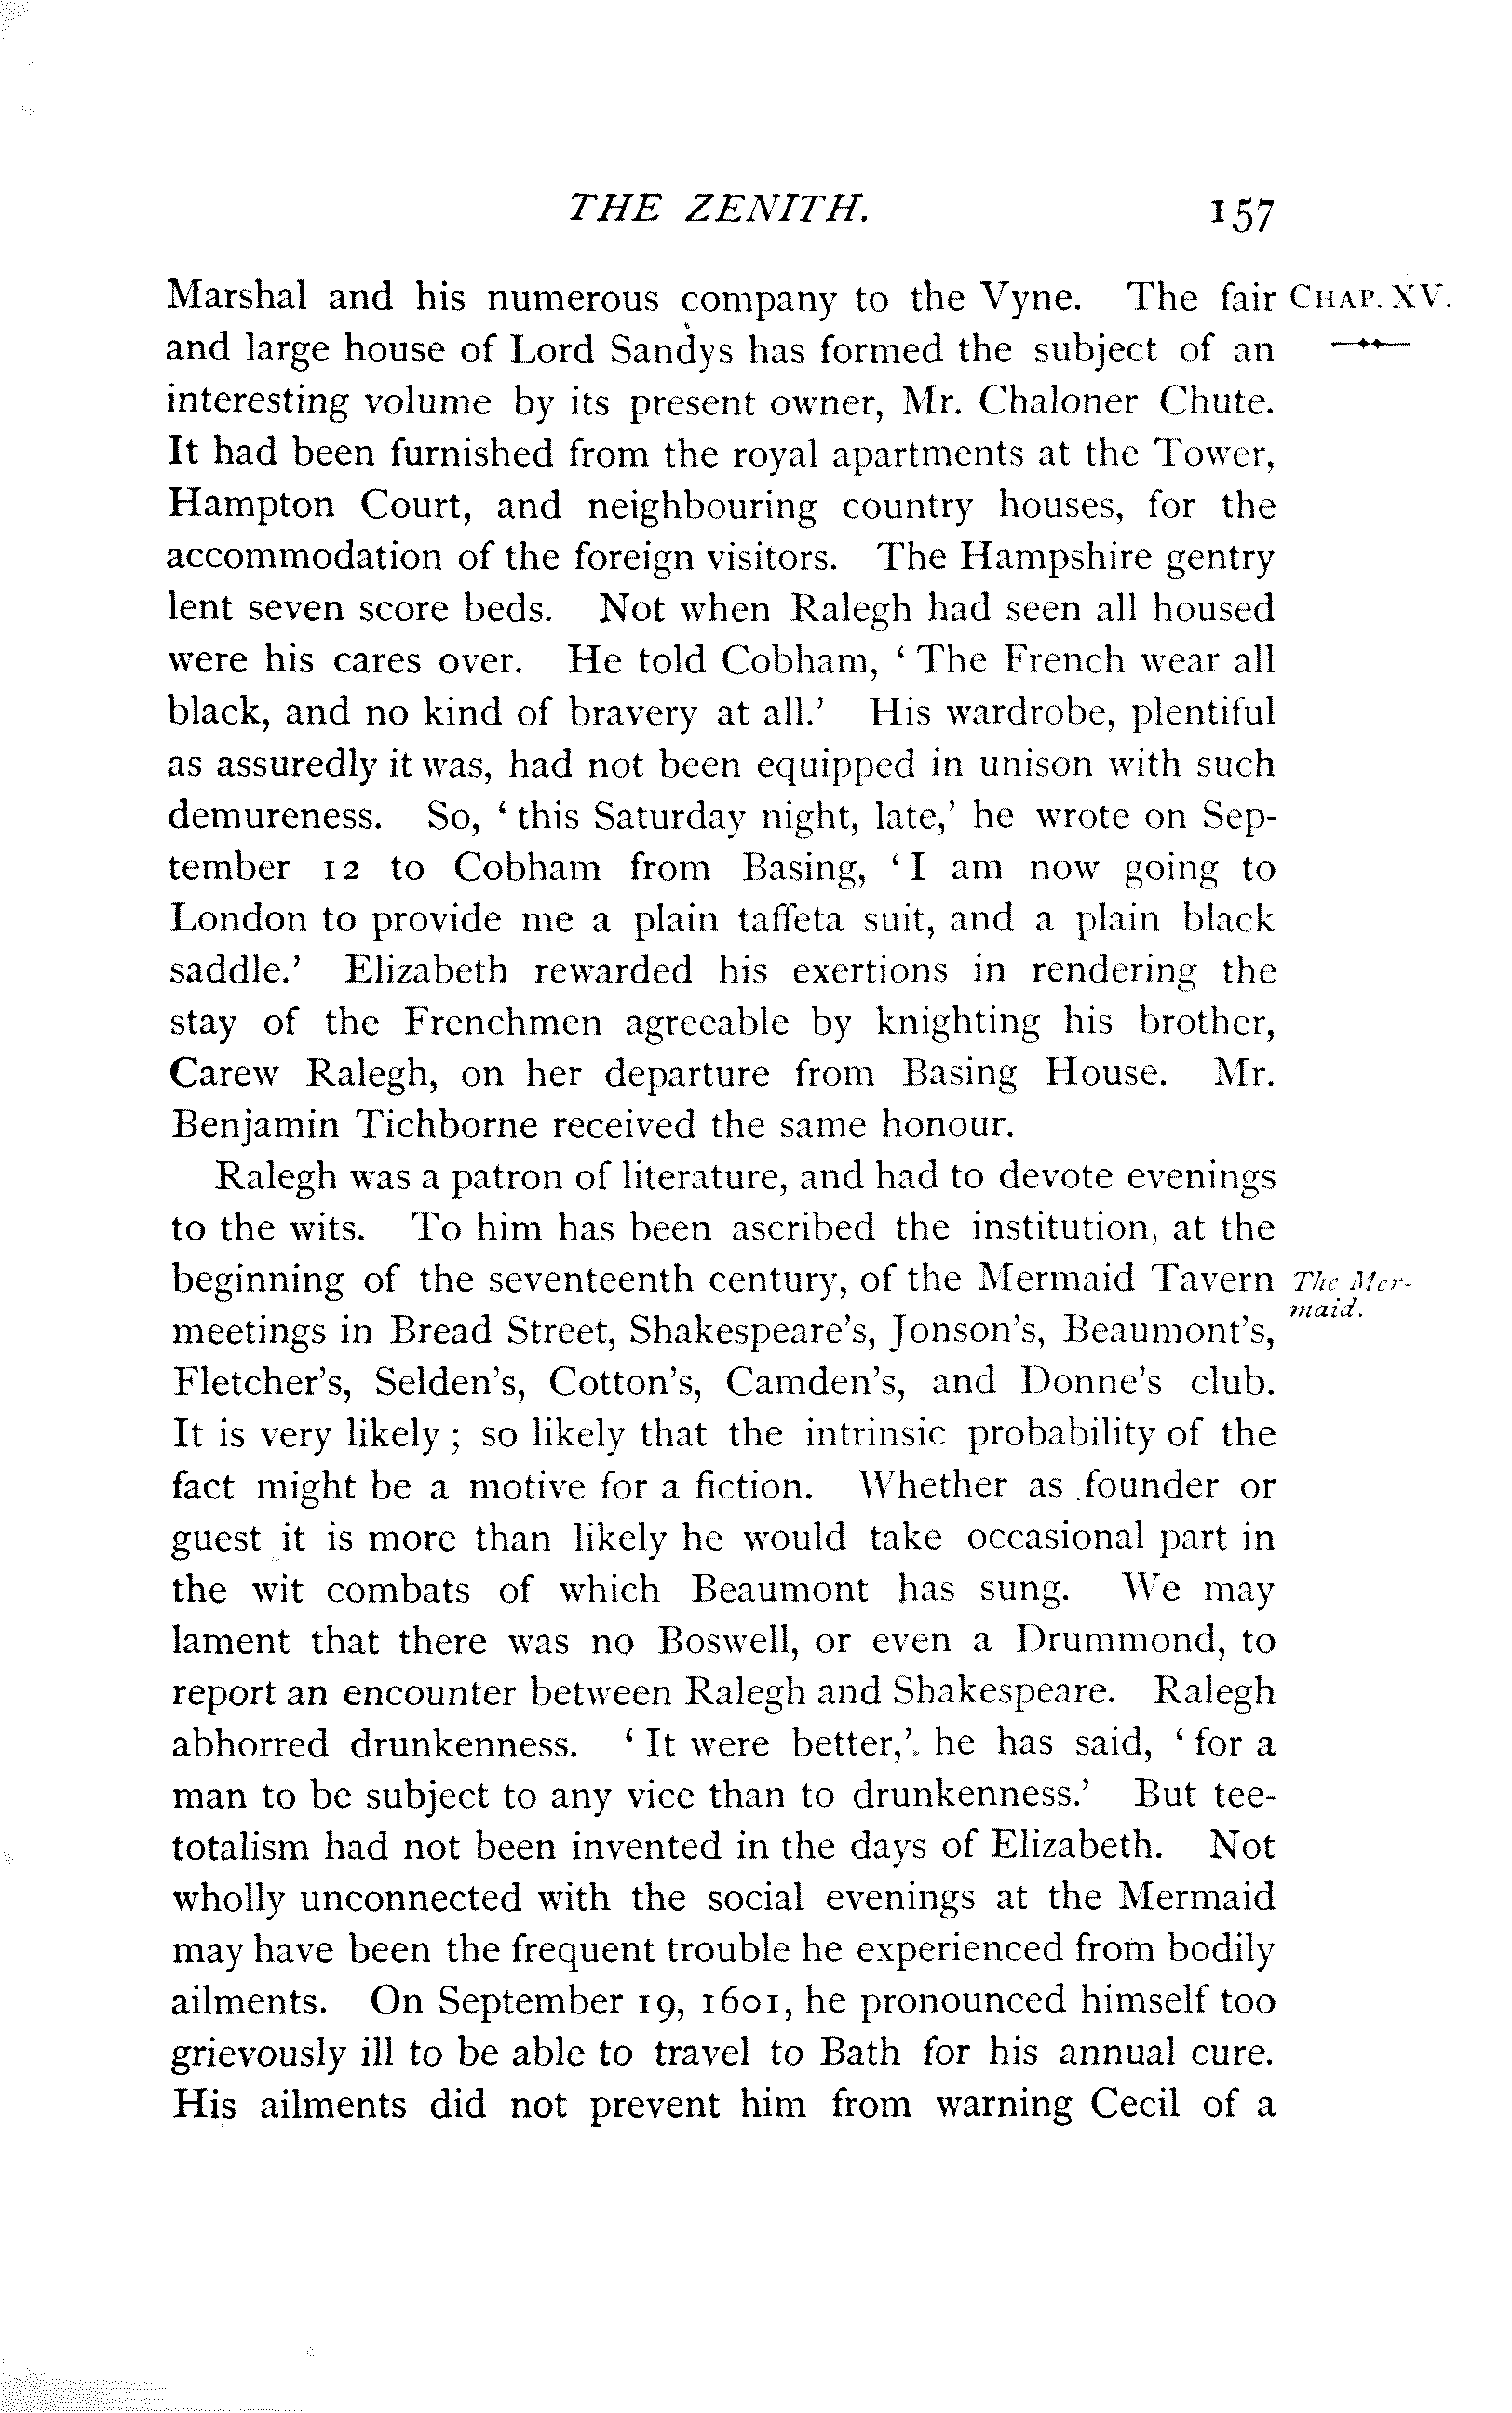 THE ZENITH. 157
Marshal and his numerous company to the Vyne. The fair CHAP. XV.
and large house of Lord Sandys has formed the subject of an
interesting volume by its present owner, Mr. Chaloner Chute.
It had been furnished from the royal apartments at the Tower,
Hampton Court, and neighbouring country houses, for the
accommodation of the foreign visitors. The Hampshire gentry
lent seven score beds. Not when Ralegh had seen all housed
were his cares over. He told Cobham, ‘ The French wear all
black, and no kind of bravery at all.’ His wardrobe, plentiful
as assuredly it was, had not been equipped in unison with such
demureness. So, ‘ this Saturday night, late,’ he wrote on Sep-
tember 12 to Cobham from Basing, ‘ I am now going to
London to provide me a plain taffeta suit, and a plain black
saddle.’ Elizabeth rewarded his exertions in rendering the
stay of the Frenchmen agreeable by knighting his brother,
Carew Ralegh, on her departure from Basing House. Mr.
Benjamin Tichborne received the same honour.
Ralegh was a patron of literature, and had to devote evenings
to the wits. To him has been ascribed the institution, at the
beginning of the seventeenth century, of the Mermaid Tavern The Mer-
meetings in Bread Street, Shakespeare's, Jonson's, Beaumont's, maid.
Fletcher's, Selden's, Cotton's, Camden's, and Donne's club.
It is very likely ; so likely that the intrinsic probability of the
fact might be a motive for a fiction. Whether as founder or
guest it is more than likely he would take occasional part in
the wit combats of which Beaumont has sung. We may
lament that there was no Boswell, or even a Drummond, to
report an encounter between Ralegh and Shakespeare. Ralegh
abhorred drunkenness. ‘ It were better,’ he has said, ‘ for a
man to be subject to any vice than to drunkenness.’ But tee-
totalism had not been invented in the days of Elizabeth. Not
wholly unconnected with the social evenings at the Mermaid
may have been the frequent trouble he experienced from bodily
ailments. On September 19, 1601, he pronounced himself too
grievously ill to be able to travel to Bath for his annual cure.
His ailments did not prevent him from warning Cecil of a